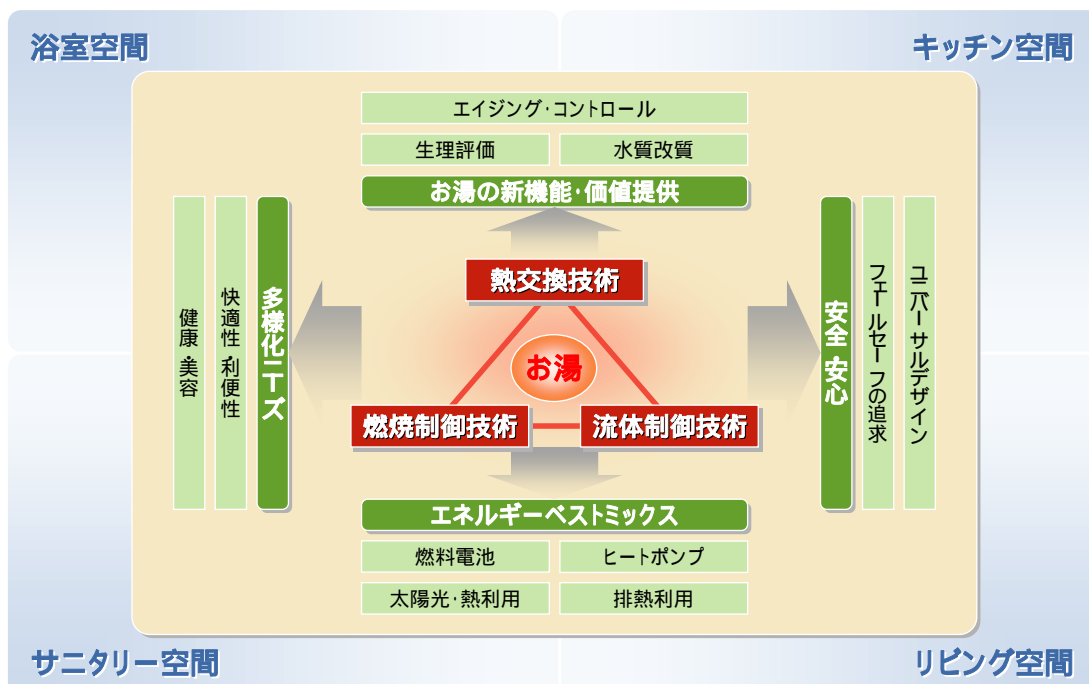 浴室空間
キッチン空間
エイジング・コントロール
生理評価
水質改質
お湯の新機能・価値提供
健康・美容
快適性・利便性
多様化ニーズ
熱交換技術
お湯
燃焼制御技術
流体制御技術
安全・安心
フェールセーフの追求
ユニバーサルデザイン
エネルギーベストミックス
燃料電池
ヒートポンプ
太陽光・熱利用
排熱利用
サニタリー空間
リビング空間